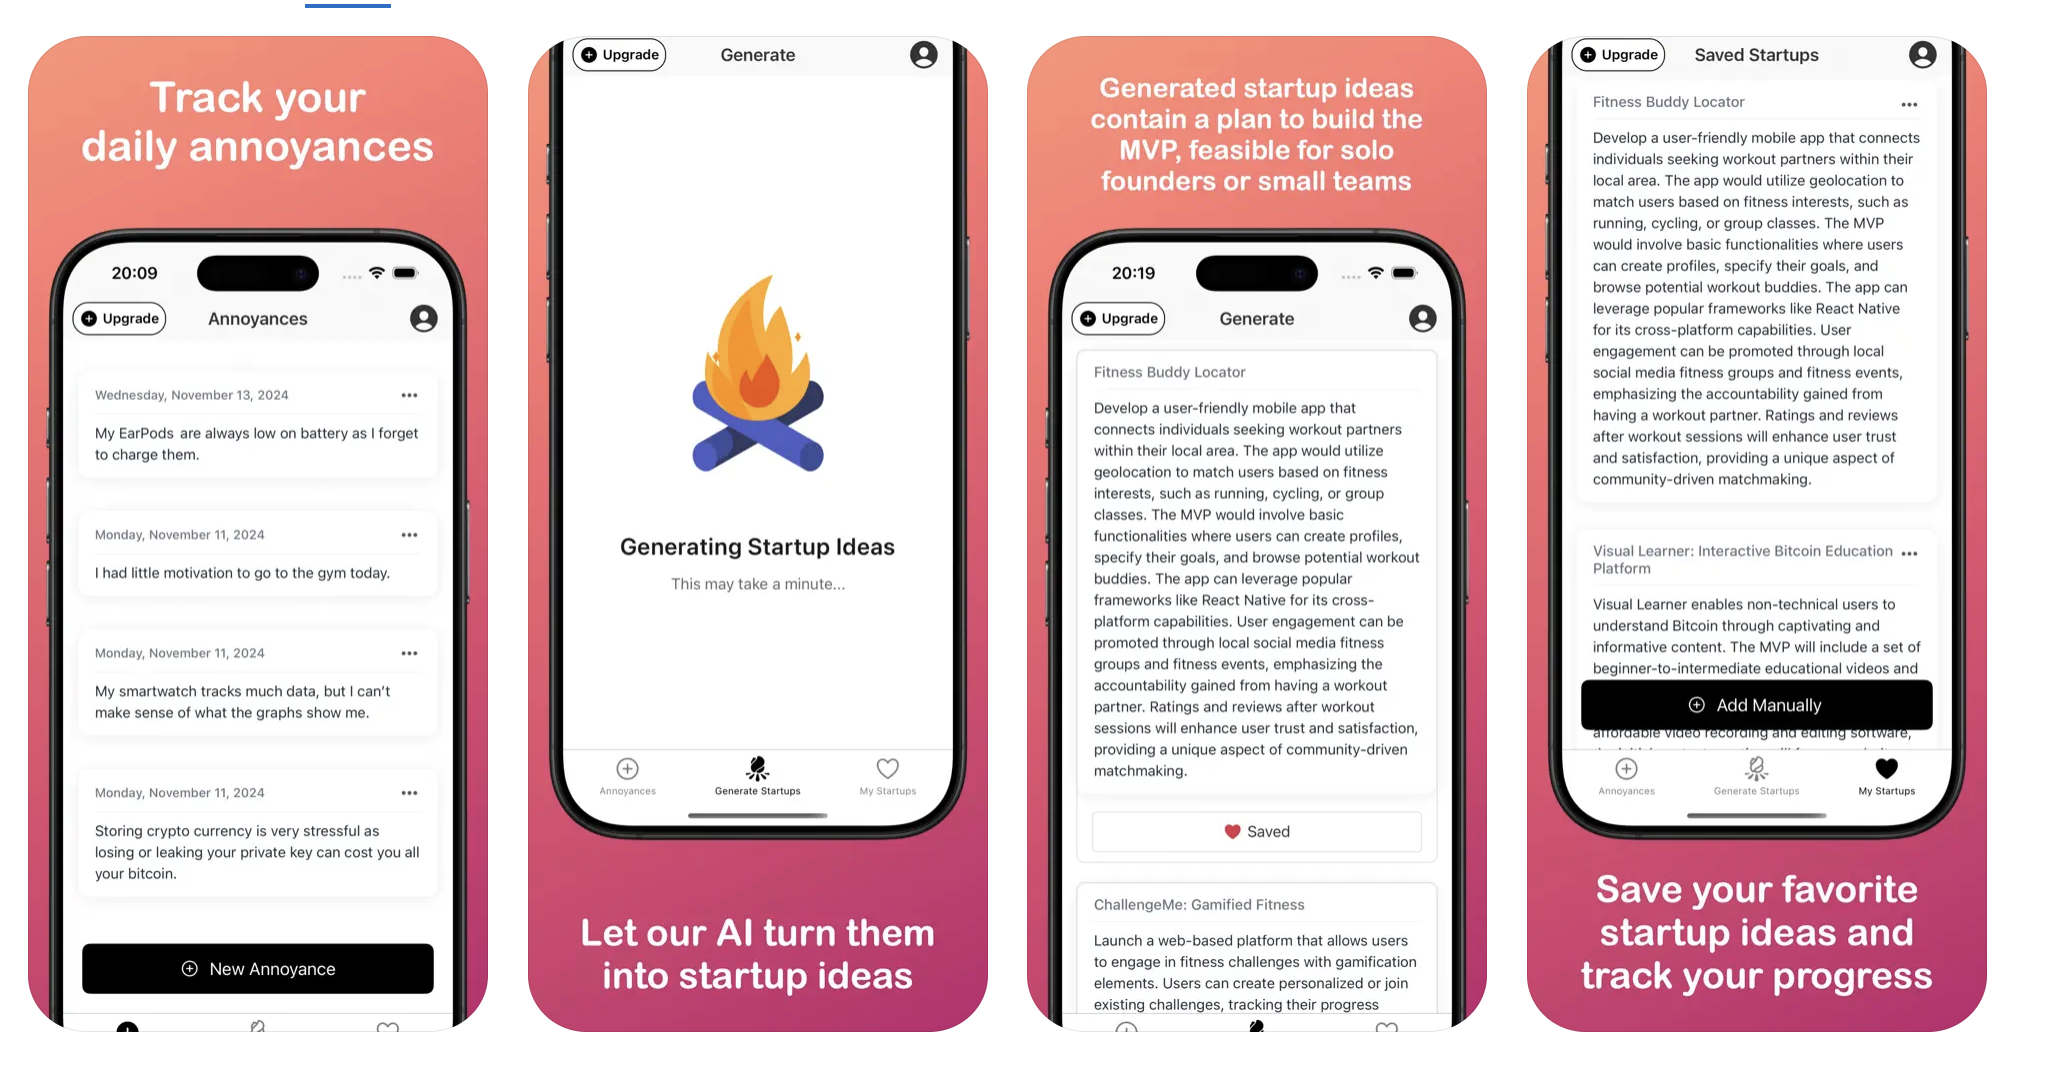 Track your
daily annoyances
20:09
Upgrade
Annoyances
Wednesday, November 13, 2024
My EarPods are always low on battery as I forget
to charge them.
Monday, November 11, 2024
I had little motivation to go to the gym today.
Monday, November 11, 2024
My smartwatch tracks much data, but I can't
make sense of what the graphs show me.
Monday, November 11, 2024
Storing crypto currency is very stressful as
losing or leaking your private key can cost you all
your bitcoin.
New Annoyance
Upgrade
Generate
Generating Startup Ideas
This may take a minute...
Annoyances
Generate Startups
My Startups
Let our AI turn them
into startup ideas
Generated startup ideas
contain a plan to build the
MVP, feasible for solo
founders or small teams
20:19
Upgrade
Generate
Fitness Buddy Locator
Develop a user-friendly mobile app that
connects individuals seeking workout partners
within their local area. The app would utilize
geolocation to match users based on fitness
interests, such as running, cycling, or group
classes. The MVP would involve basic
functionalities where users can create profiles,
specify their goals, and browse potential workout
buddies. The app can leverage popular
frameworks like React Native for its cross-
platform capabilities. User engagement can be
promoted through local social media fitness
groups and fitness events, emphasizing the
accountability gained from having a workout
partner. Ratings and reviews after workout
sessions will enhance user trust and satisfaction,
providing a unique aspect of community-driven
matchmaking.
Saved
ChallengeMe: Gamified Fitness
Launch a web-based platform that allows users
to engage in fitness challenges with gamification
elements. Users can create personalized or join
existing challenges, tracking their progress
Upgrade
Saved Startups
Fitness Buddy Locator
Develop a user-friendly mobile app that connects
individuals seeking workout partners within their
local area. The app would utilize geolocation to
match users based on fitness interests, such as
running, cycling, or group classes. The MVP
would involve basic functionalities where users
can create profiles, specify their goals, and
browse potential workout buddies. The app can
leverage popular frameworks like React Native
for its cross-platform capabilities. User
engagement can be promoted through local
social media fitness groups and fitness events,
emphasizing the accountability gained from
having a workout partner. Ratings and reviews
after workout sessions will enhance user trust
and satisfaction, providing a unique aspect of
community-driven matchmaking.
Visual Learner: Interactive Bitcoin Education
Platform
Visual Learner enables non-technical users to
understand Bitcoin through captivating and
informative content. The MVP will include a set of
beginner-to-intermediate educational videos and
Add Manually
affordable video recording and editing software,
Annoyances
Generate Startups
My Startups
Save your favorite
startup ideas and
track your progress